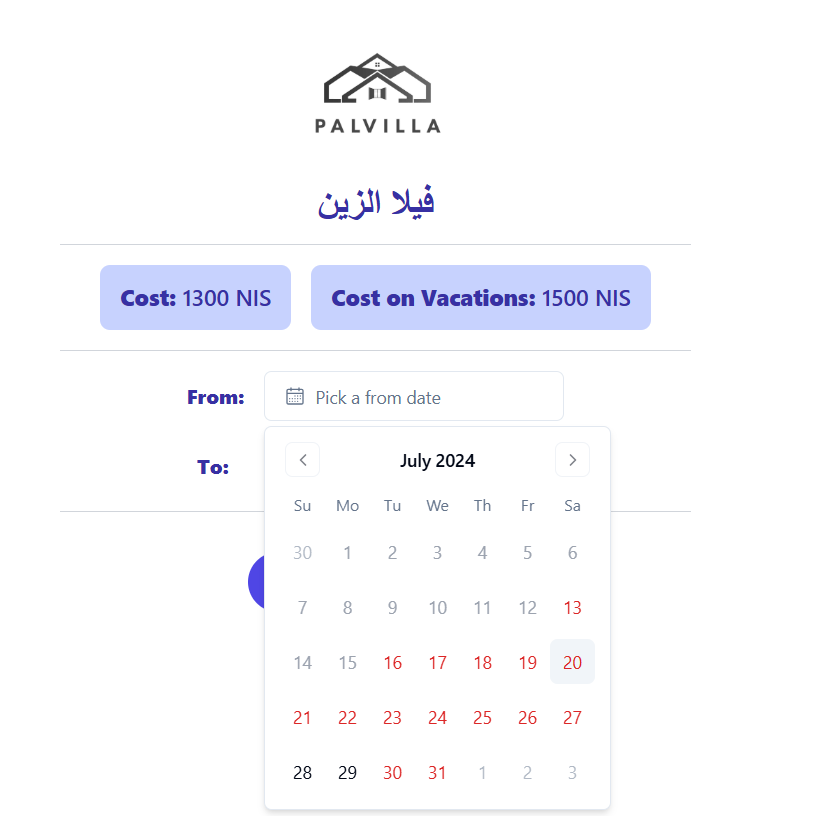 PALVILLA
فيلا الزين
Cost: 1300 NIS Cost on Vacations: 1500 NIS
From: Pick a from date
To:
July 2024
Su Mo Tu We Th Fr Sa
30 1 2 3 4 5 6
7 8 9 10 11 12 13
14 15 16 17 18 19 20
21 22 23 24 25 26 27
28 29 30 31 1 2 3